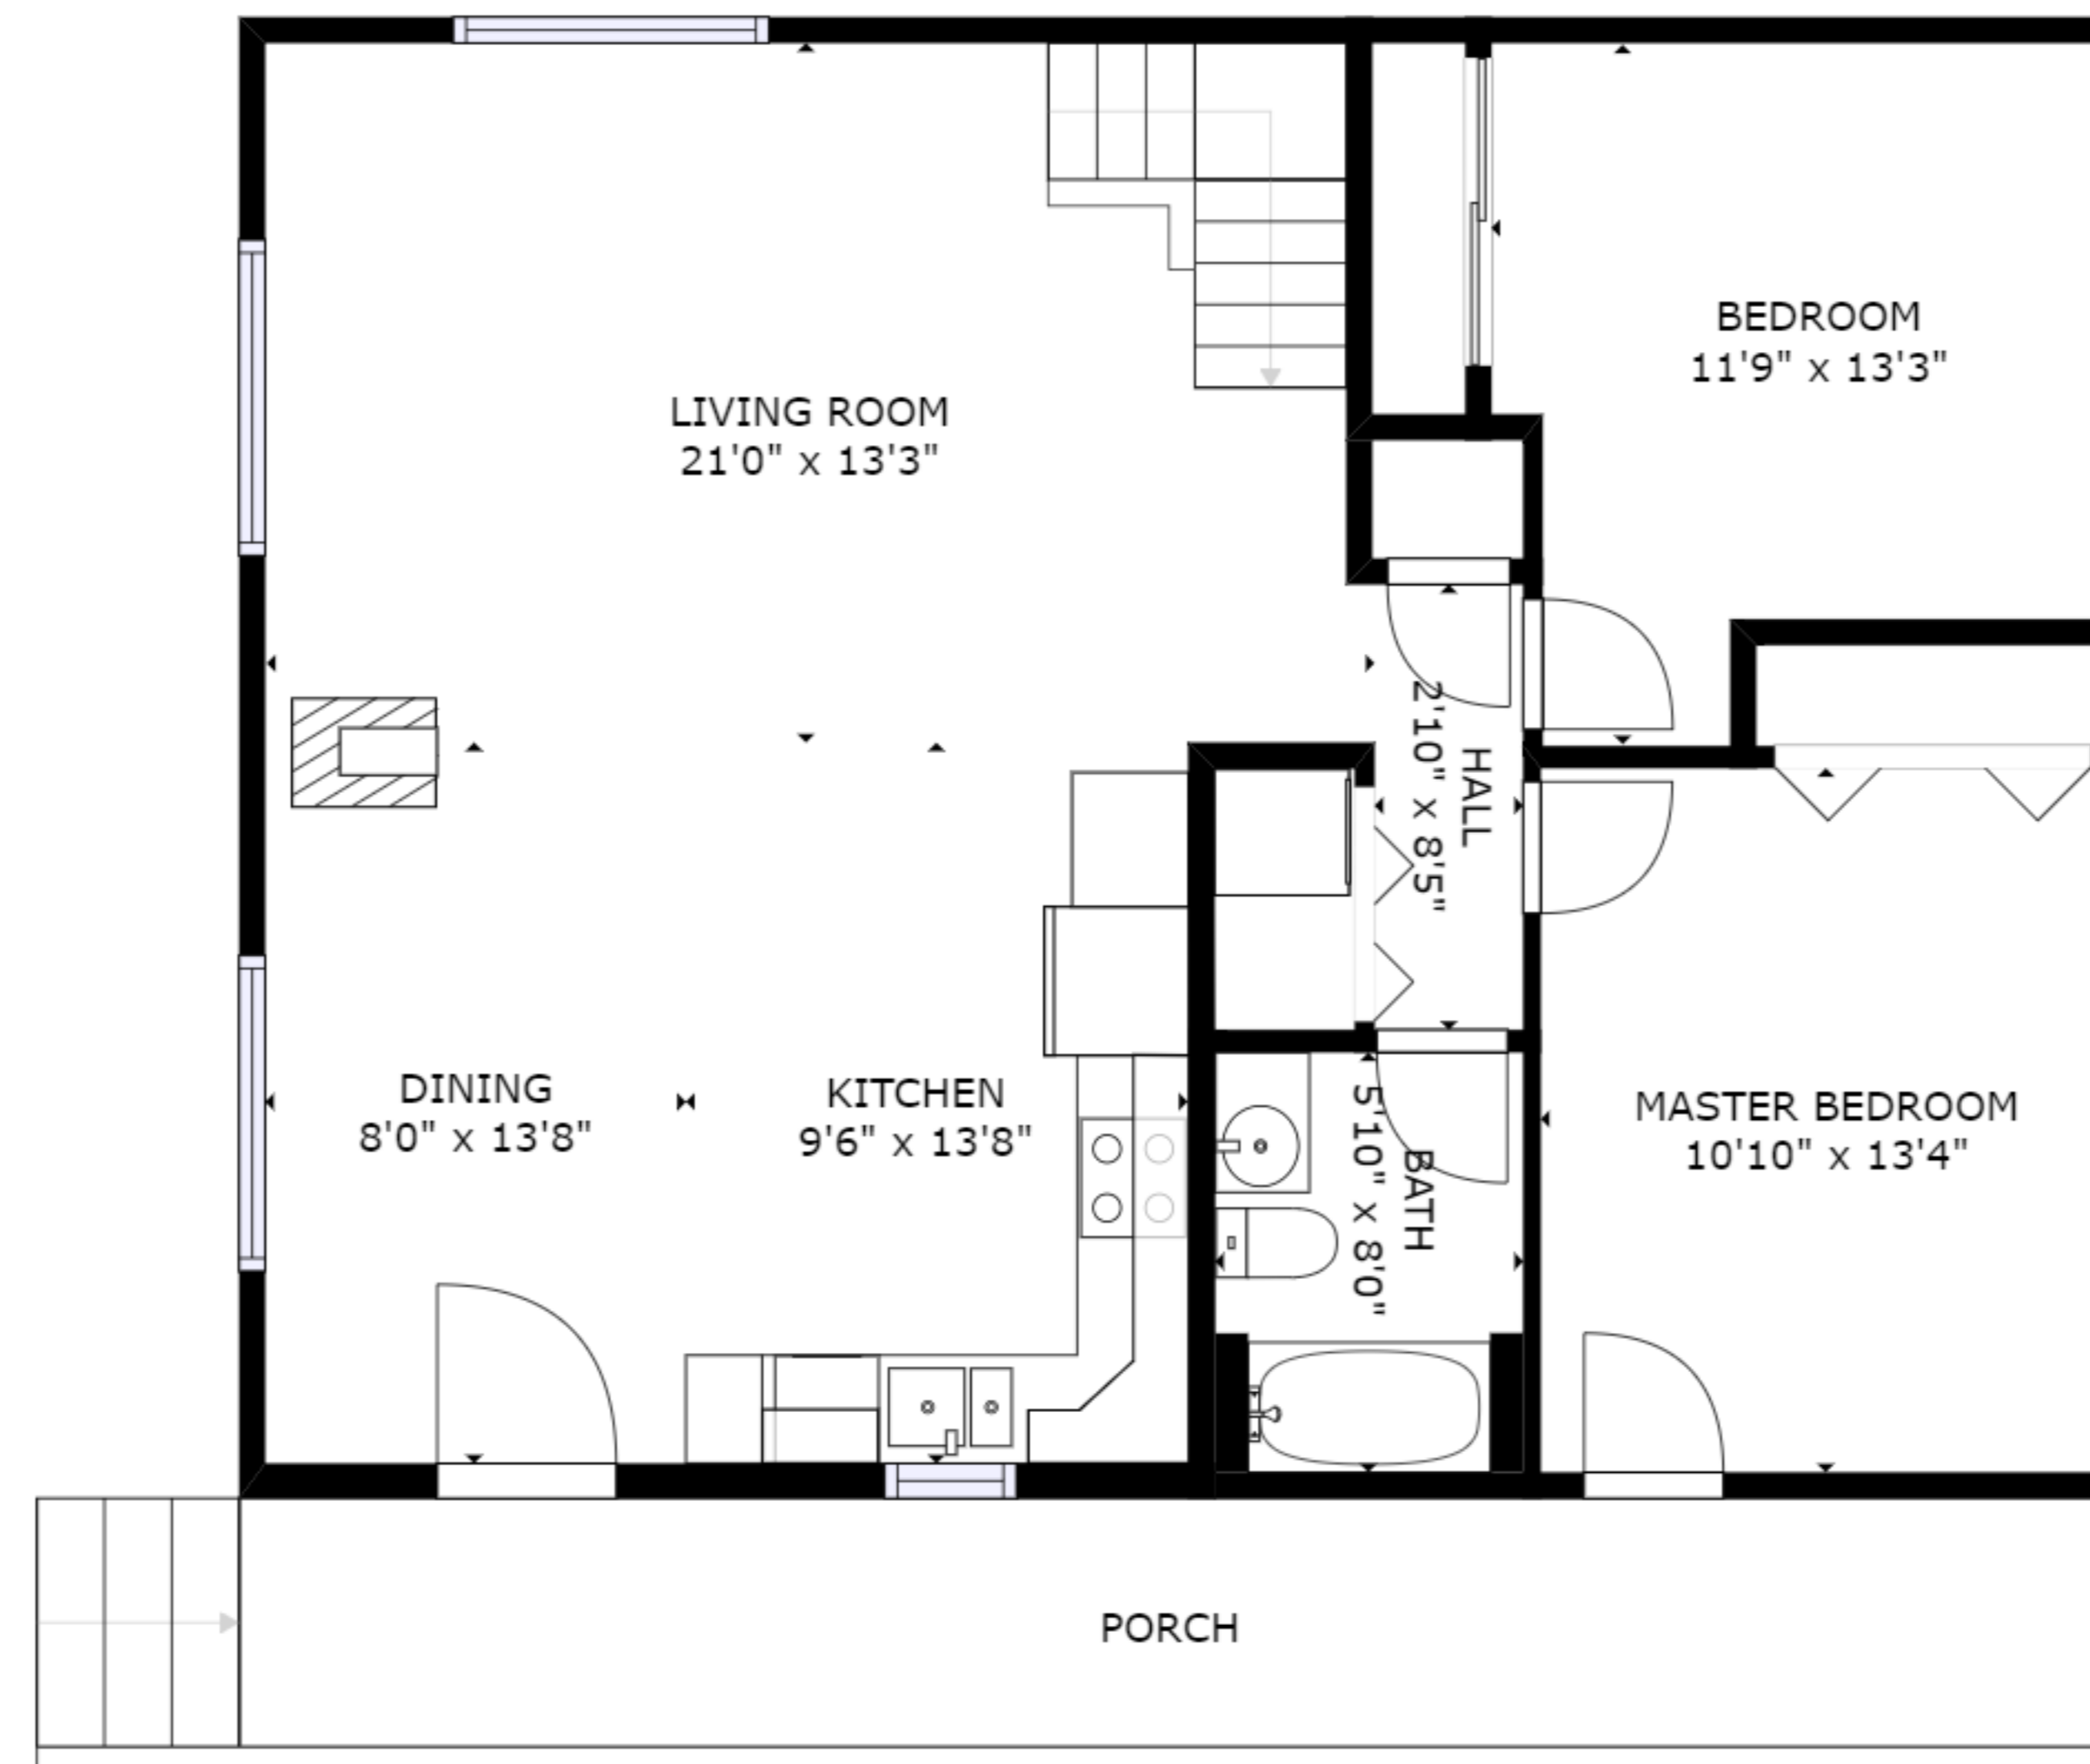 BEDROOM
11'9" x 13'3"
LIVING ROOM
21'0" x 13'3"
HALL
2'10" x 8'5"
DINING
8'0" x 13'8"
KITCHEN
9'6" x 13'8"
BATH
5'10" x 8'0"
MASTER BEDROOM
10'10" x 13'4"
PORCH